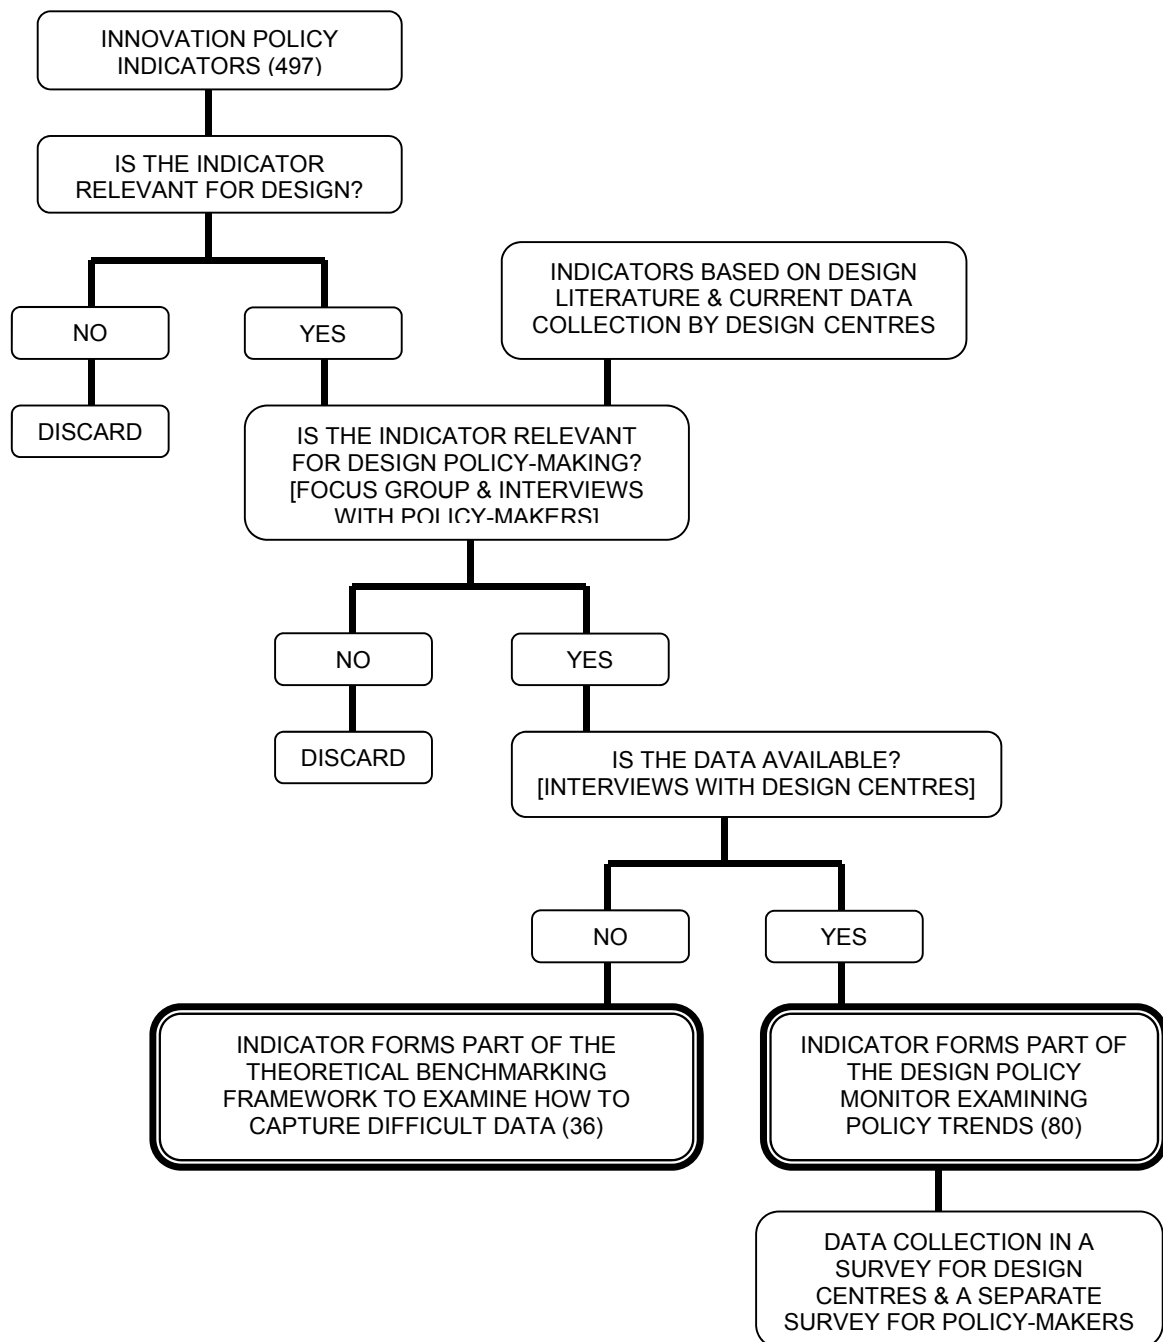 INNOVATION POLICY
INDICATORS (497)
IS THE INDICATOR
RELEVANT FOR DESIGN?
INDICATORS BASED ON DESIGN
LITERATURE & CURRENT DATA
COLLECTION BY DESIGN CENTRES
NO
YES
DISCARD
IS THE INDICATOR RELEVANT
FOR DESIGN POLICY-MAKING?
[FOCUS GROUP & INTERVIEWS
WITH POLICY-MAKERS]
NO
YES
DISCARD
IS THE DATA AVAILABLE?
[INTERVIEWS WITH DESIGN CENTRES]
NO
YES
INDICATOR FORMS PART OF THE
THEORETICAL BENCHMARKING
FRAMEWORK TO EXAMINE HOW TO
CAPTURE DIFFICULT DATA (36)
INDICATOR FORMS PART OF
THE DESIGN POLICY
MONITOR EXAMINING
POLICY TRENDS (80)
DATA COLLECTION IN A
SURVEY FOR DESIGN
CENTRES & A SEPARATE
SURVEY FOR POLICY-MAKERS